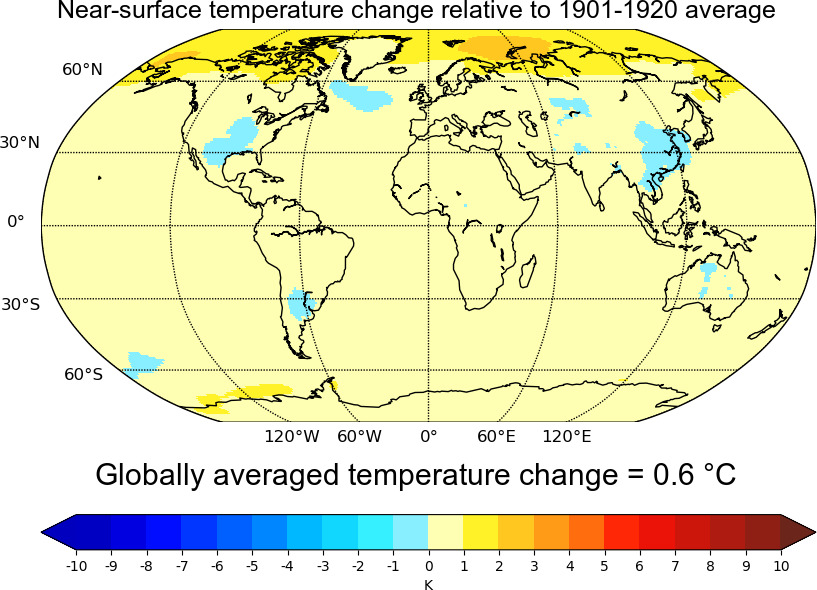 Near-surface temperature change relative to 1901-1920 average
60°N
30°N
0°
30°S
60°S
120°W 60°W 0° 60°E 120°E
Globally averaged temperature change = 0.6 °C
-10 -9 -8 -7 -6 -5 -4 -3 -2 -1 0 1 2 3 4 5 6 7 8 9 10
K